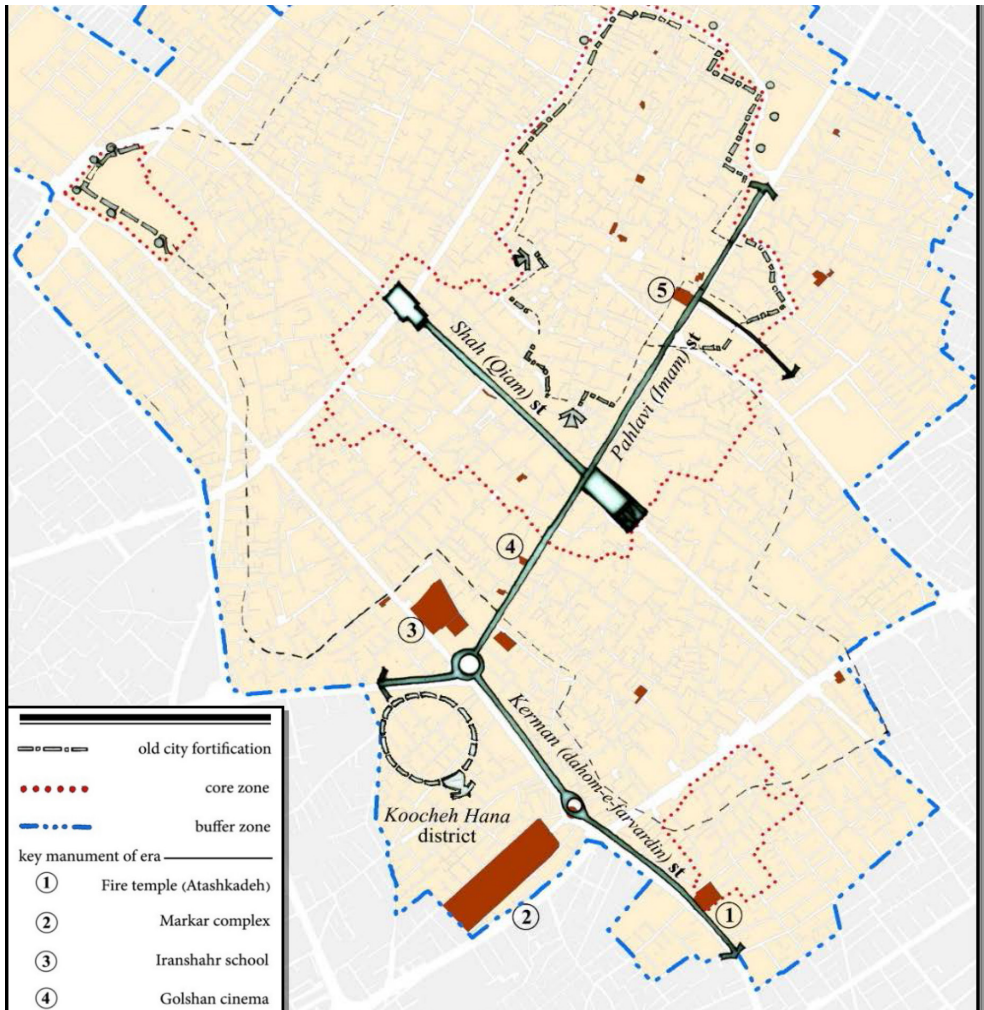 5
Shah (Qiam) st
Pahlavi (Imam) st
4
3
Kerman (dahom-e-farvardin) st
Koocheh Hana
district
2
1
old city fortification
core zone
buffer zone
key manument of era
1 Fire temple (Atashkadeh)
2 Markar complex
3 Iranshahr school
4 Golshan cinema